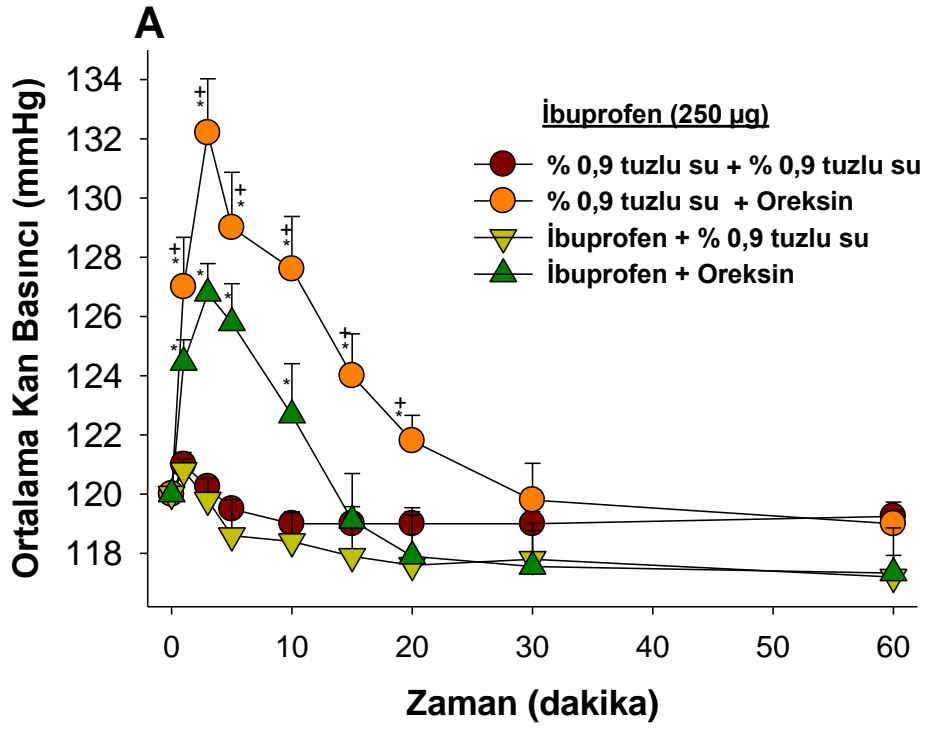 A
Ortalama Kan Basıncı (mmHg)
134
132
130
128
126
124
122
120
118
İbuprofen (250 µg)
% 0,9 tuzlu su + % 0,9 tuzlu su
% 0,9 tuzlu su + Oreksin
İbuprofen + % 0,9 tuzlu su
İbuprofen + Oreksin
+
*
+
*
+
*
+
*
+
*
+
*
*
*
*
*
0 10 20 30 40 50 60
Zaman (dakika)